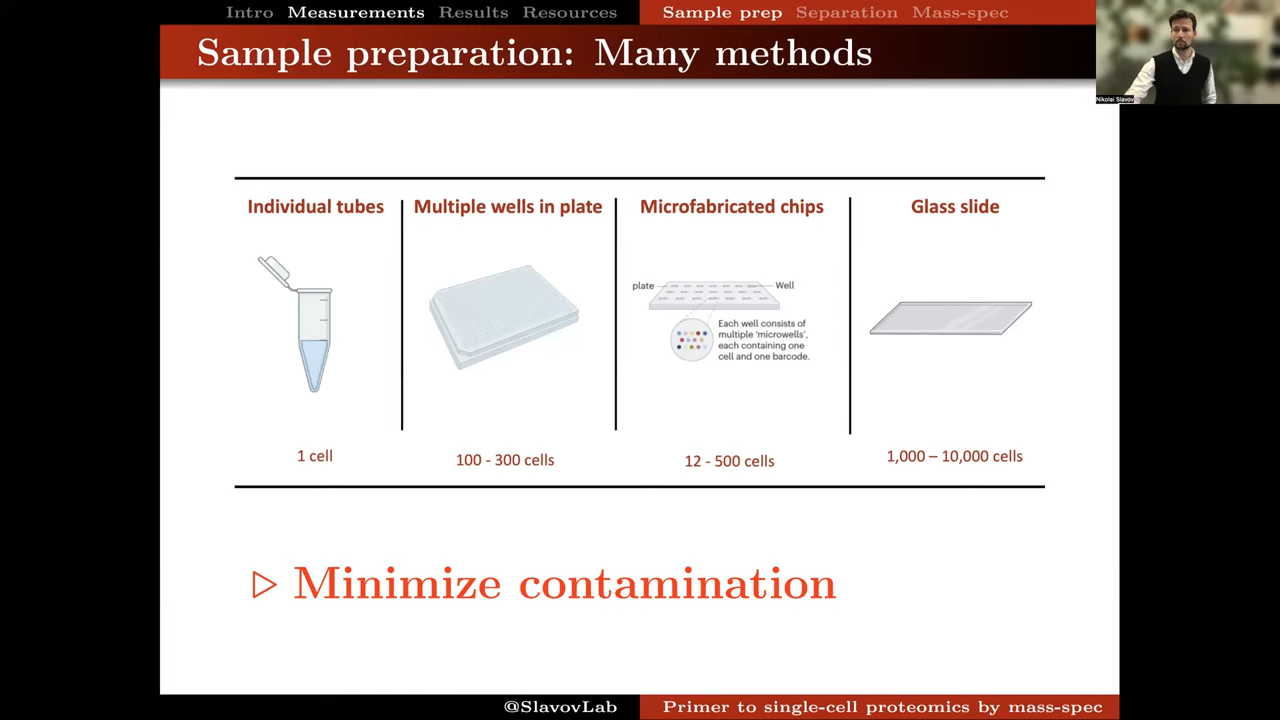 Intro Measurements Results Resources Sample prep Separation Mass-spec
Sample preparation: Many methods
Nikolai Slavov
Individual tubes Multiple wells in plate Microfabricated chips Glass slide
plate Well
Each well consists of
multiple 'microwells',
each containing one
cell and one barcode.
1 cell 100 - 300 cells 12 - 500 cells 1,000 – 10,000 cells
▷ Minimize contamination
@SlavovLab Primer to single-cell proteomics by mass-spec